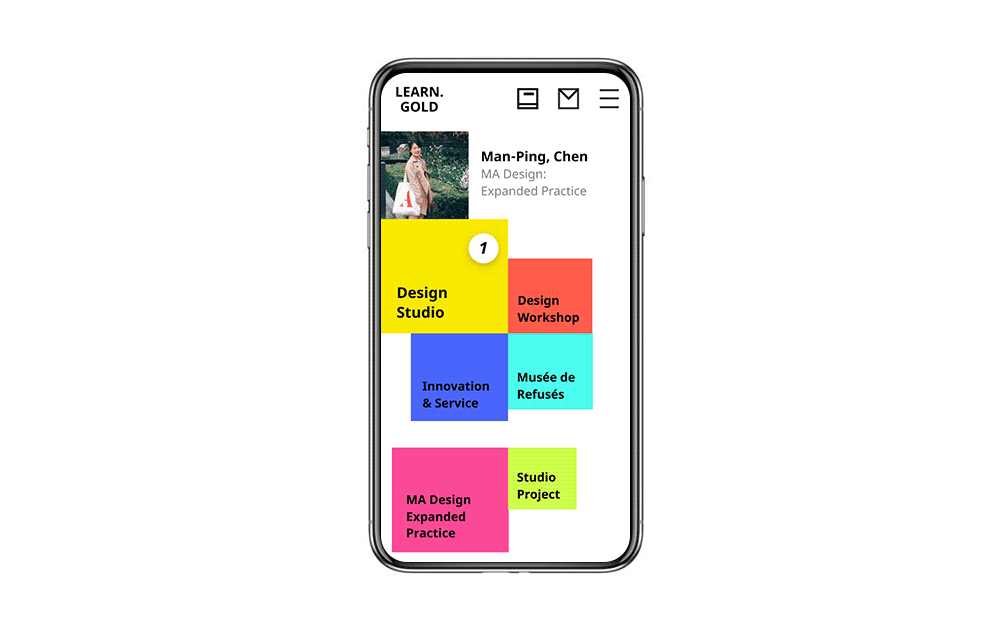 LEARN.
GOLD
Man-Ping, Chen
MA Design:
Expanded Practice
A
1
Design
Studio
Design
Workshop
Innovation
& Service
Musée de
Refusés
MA Design
Expanded
Practice
Studio
Project